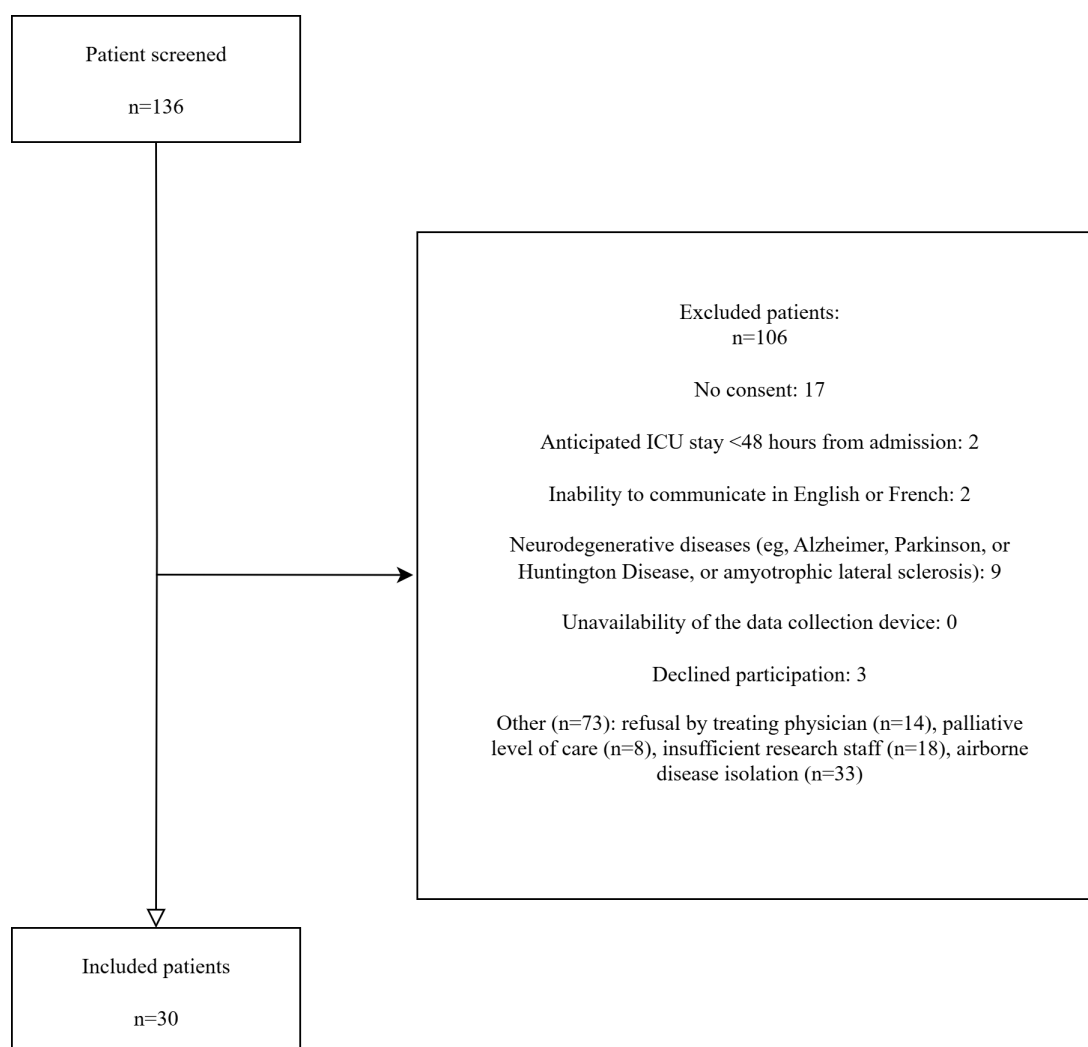 Patient screened
n=136
Excluded patients:
n=106
No consent: 17
Anticipated ICU stay <48 hours from admission: 2
Inability to communicate in English or French: 2
Neurodegenerative diseases (eg, Alzheimer, Parkinson, or
Huntington Disease, or amyotrophic lateral sclerosis): 9
Unavailability of the data collection device: 0
Declined participation: 3
Other (n=73): refusal by treating physician (n=14), palliative
level of care (n=8), insufficient research staff (n=18), airborne
disease isolation (n=33)
Included patients
n=30